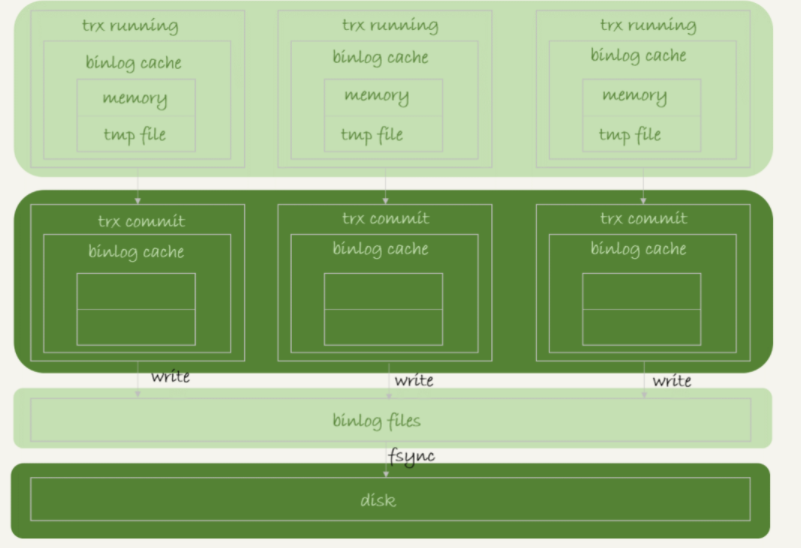 trx running
binlog cache
memory
tmp file
trx running
binlog cache
memory
tmp file
trx running
binlog cache
memory
tmp file
trx commit
binlog cache
trx commit
binlog cache
trx commit
binlog cache
write
write
write
binlog files
fsync
disk